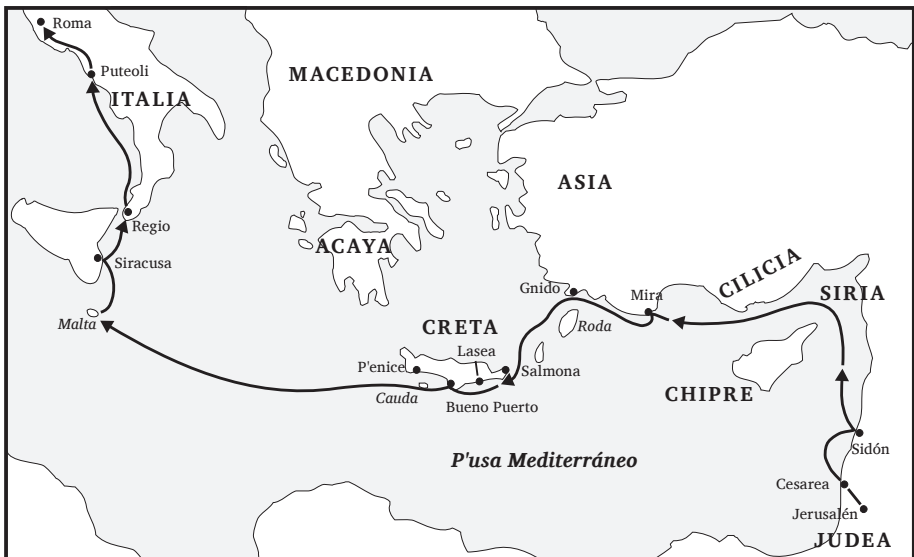 Roma
Puteoli
ITALIA
MACEDONIA
ASIA
Regio
ACAYA
Siracusa
CILICIA
SIRIA
Gnido
Mira
Malta
Roda
CRETA
Lasea
P'enice
Salmona
Cauda
Bueno Puerto
CHIPRE
P'usa Mediterráneo
Sidón
Cesarea
Jerusalén
JUDEA